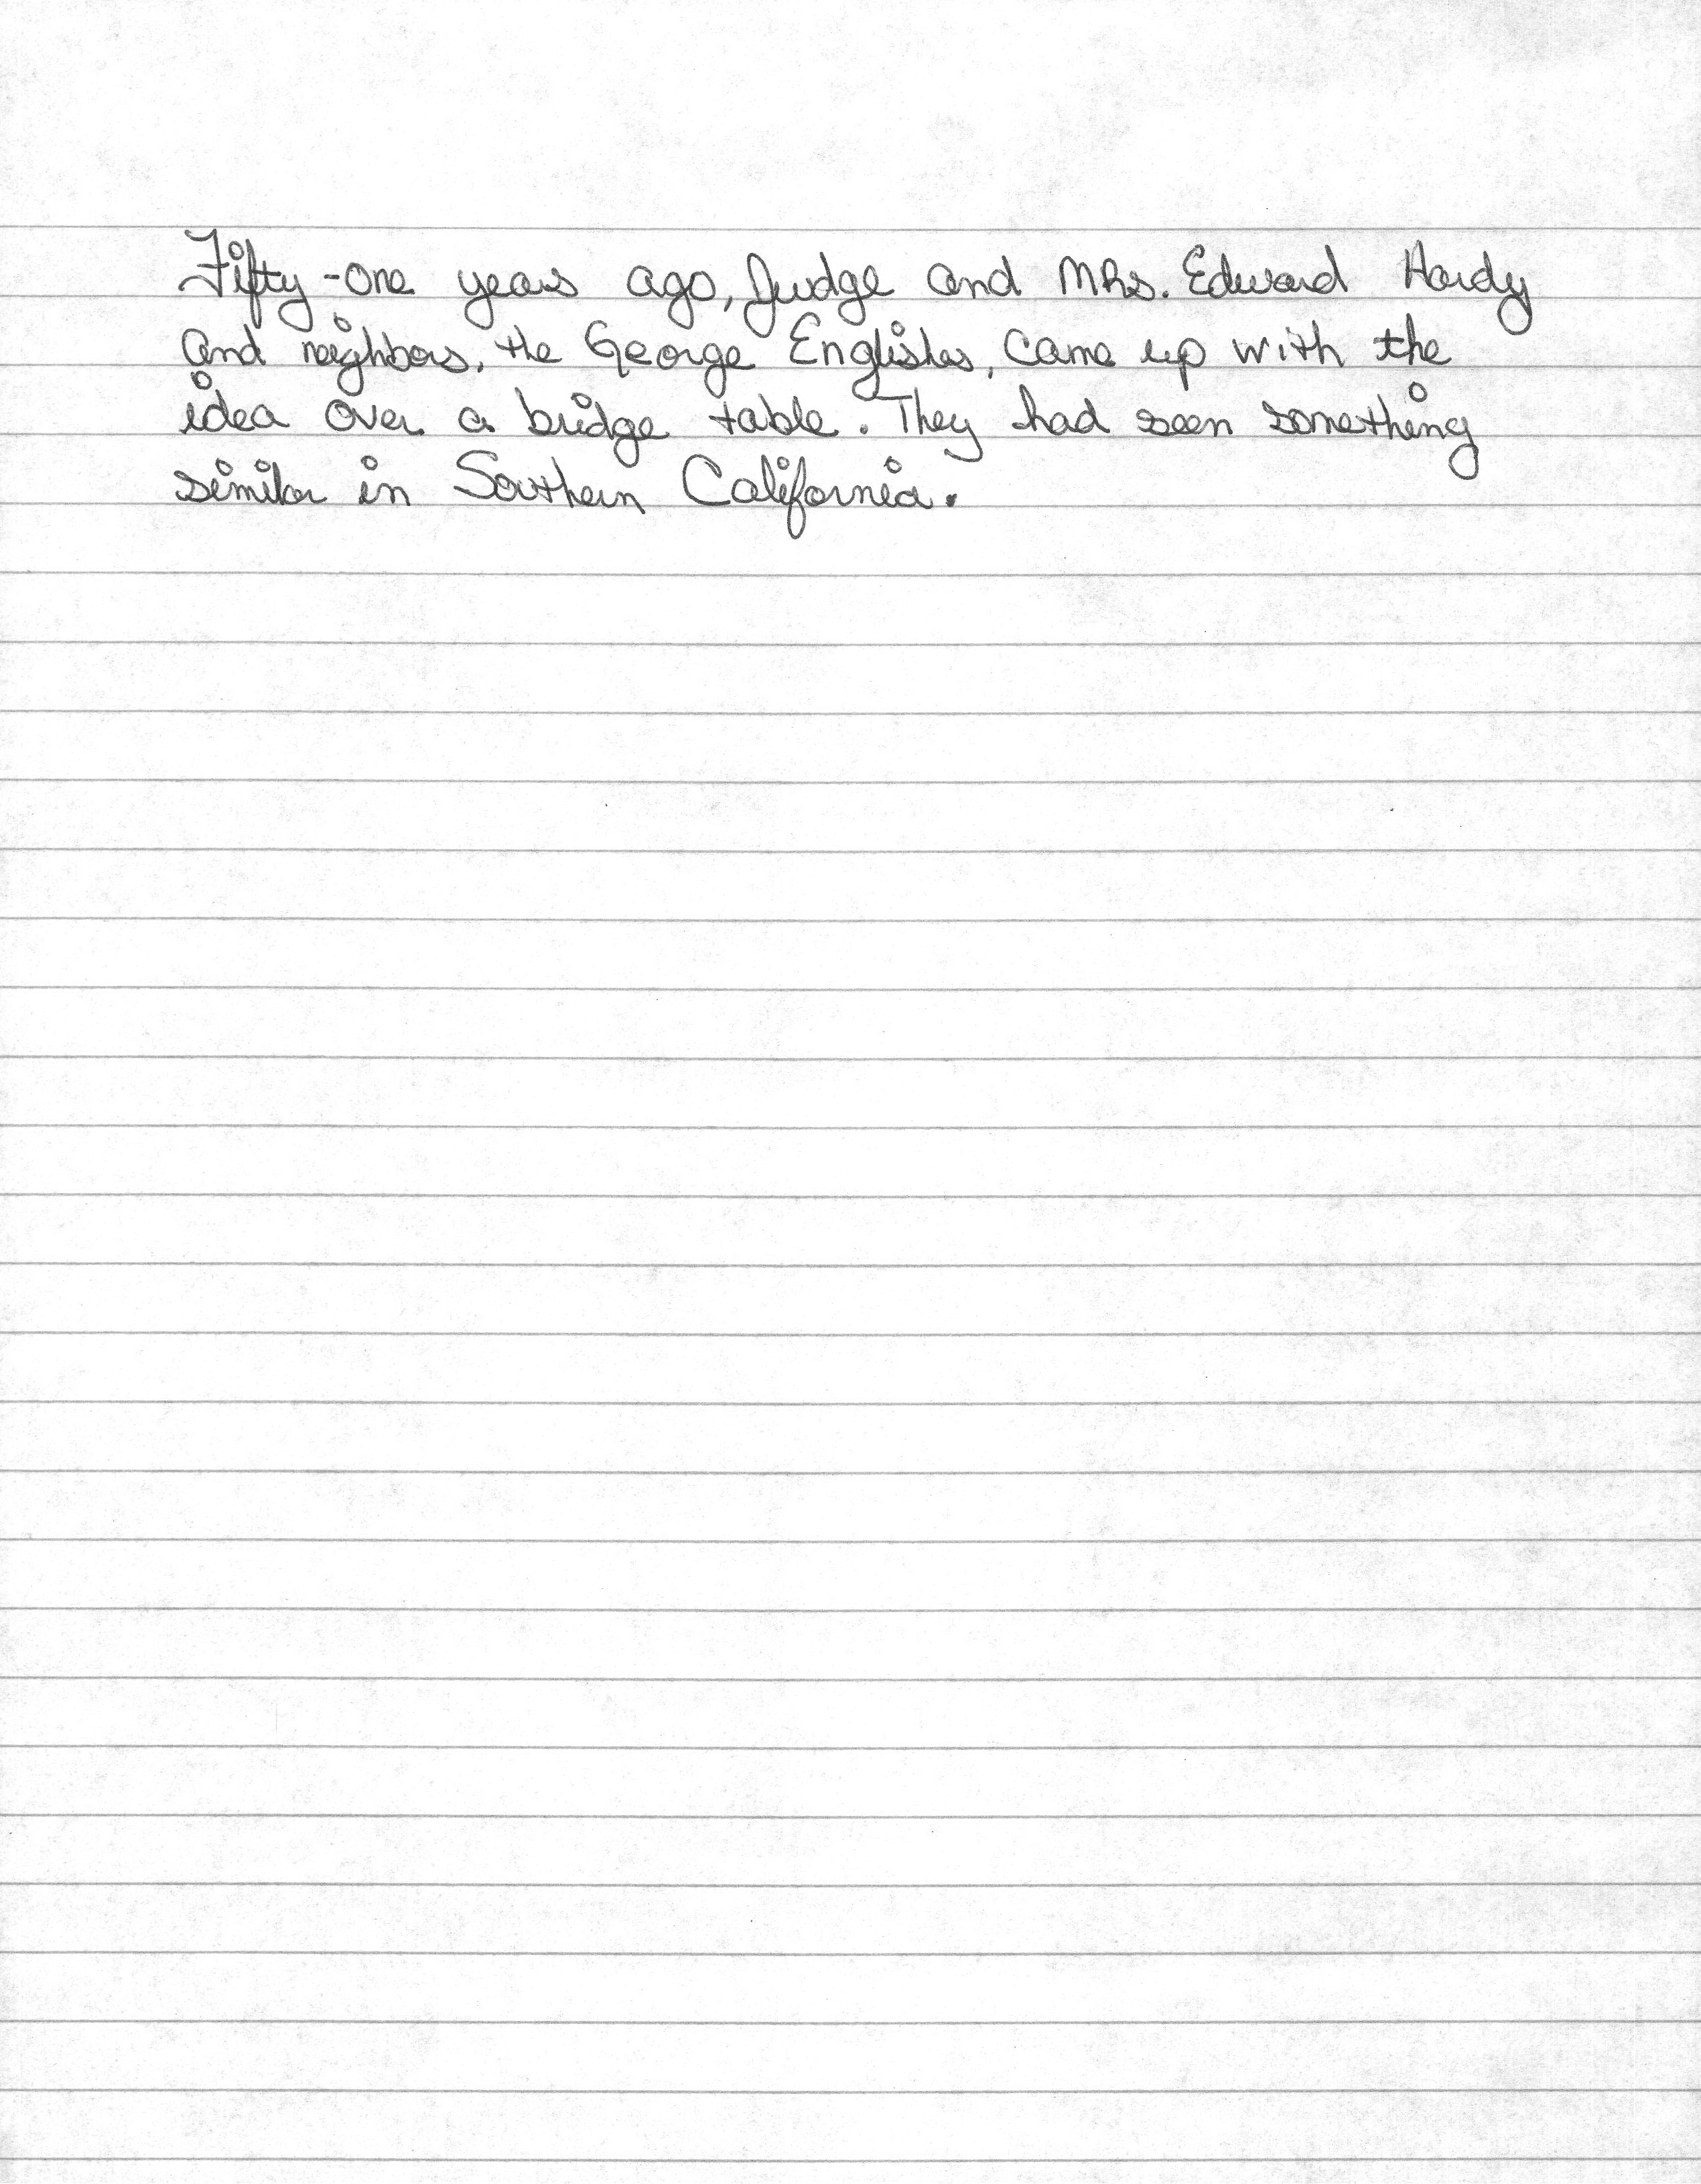 Fifty-one years ago, Judge and Mrs. Edward Hardy
and neighbors, the George Englishes, came up with the
idea over a bridge table. They had seen something
similar in Southern California.